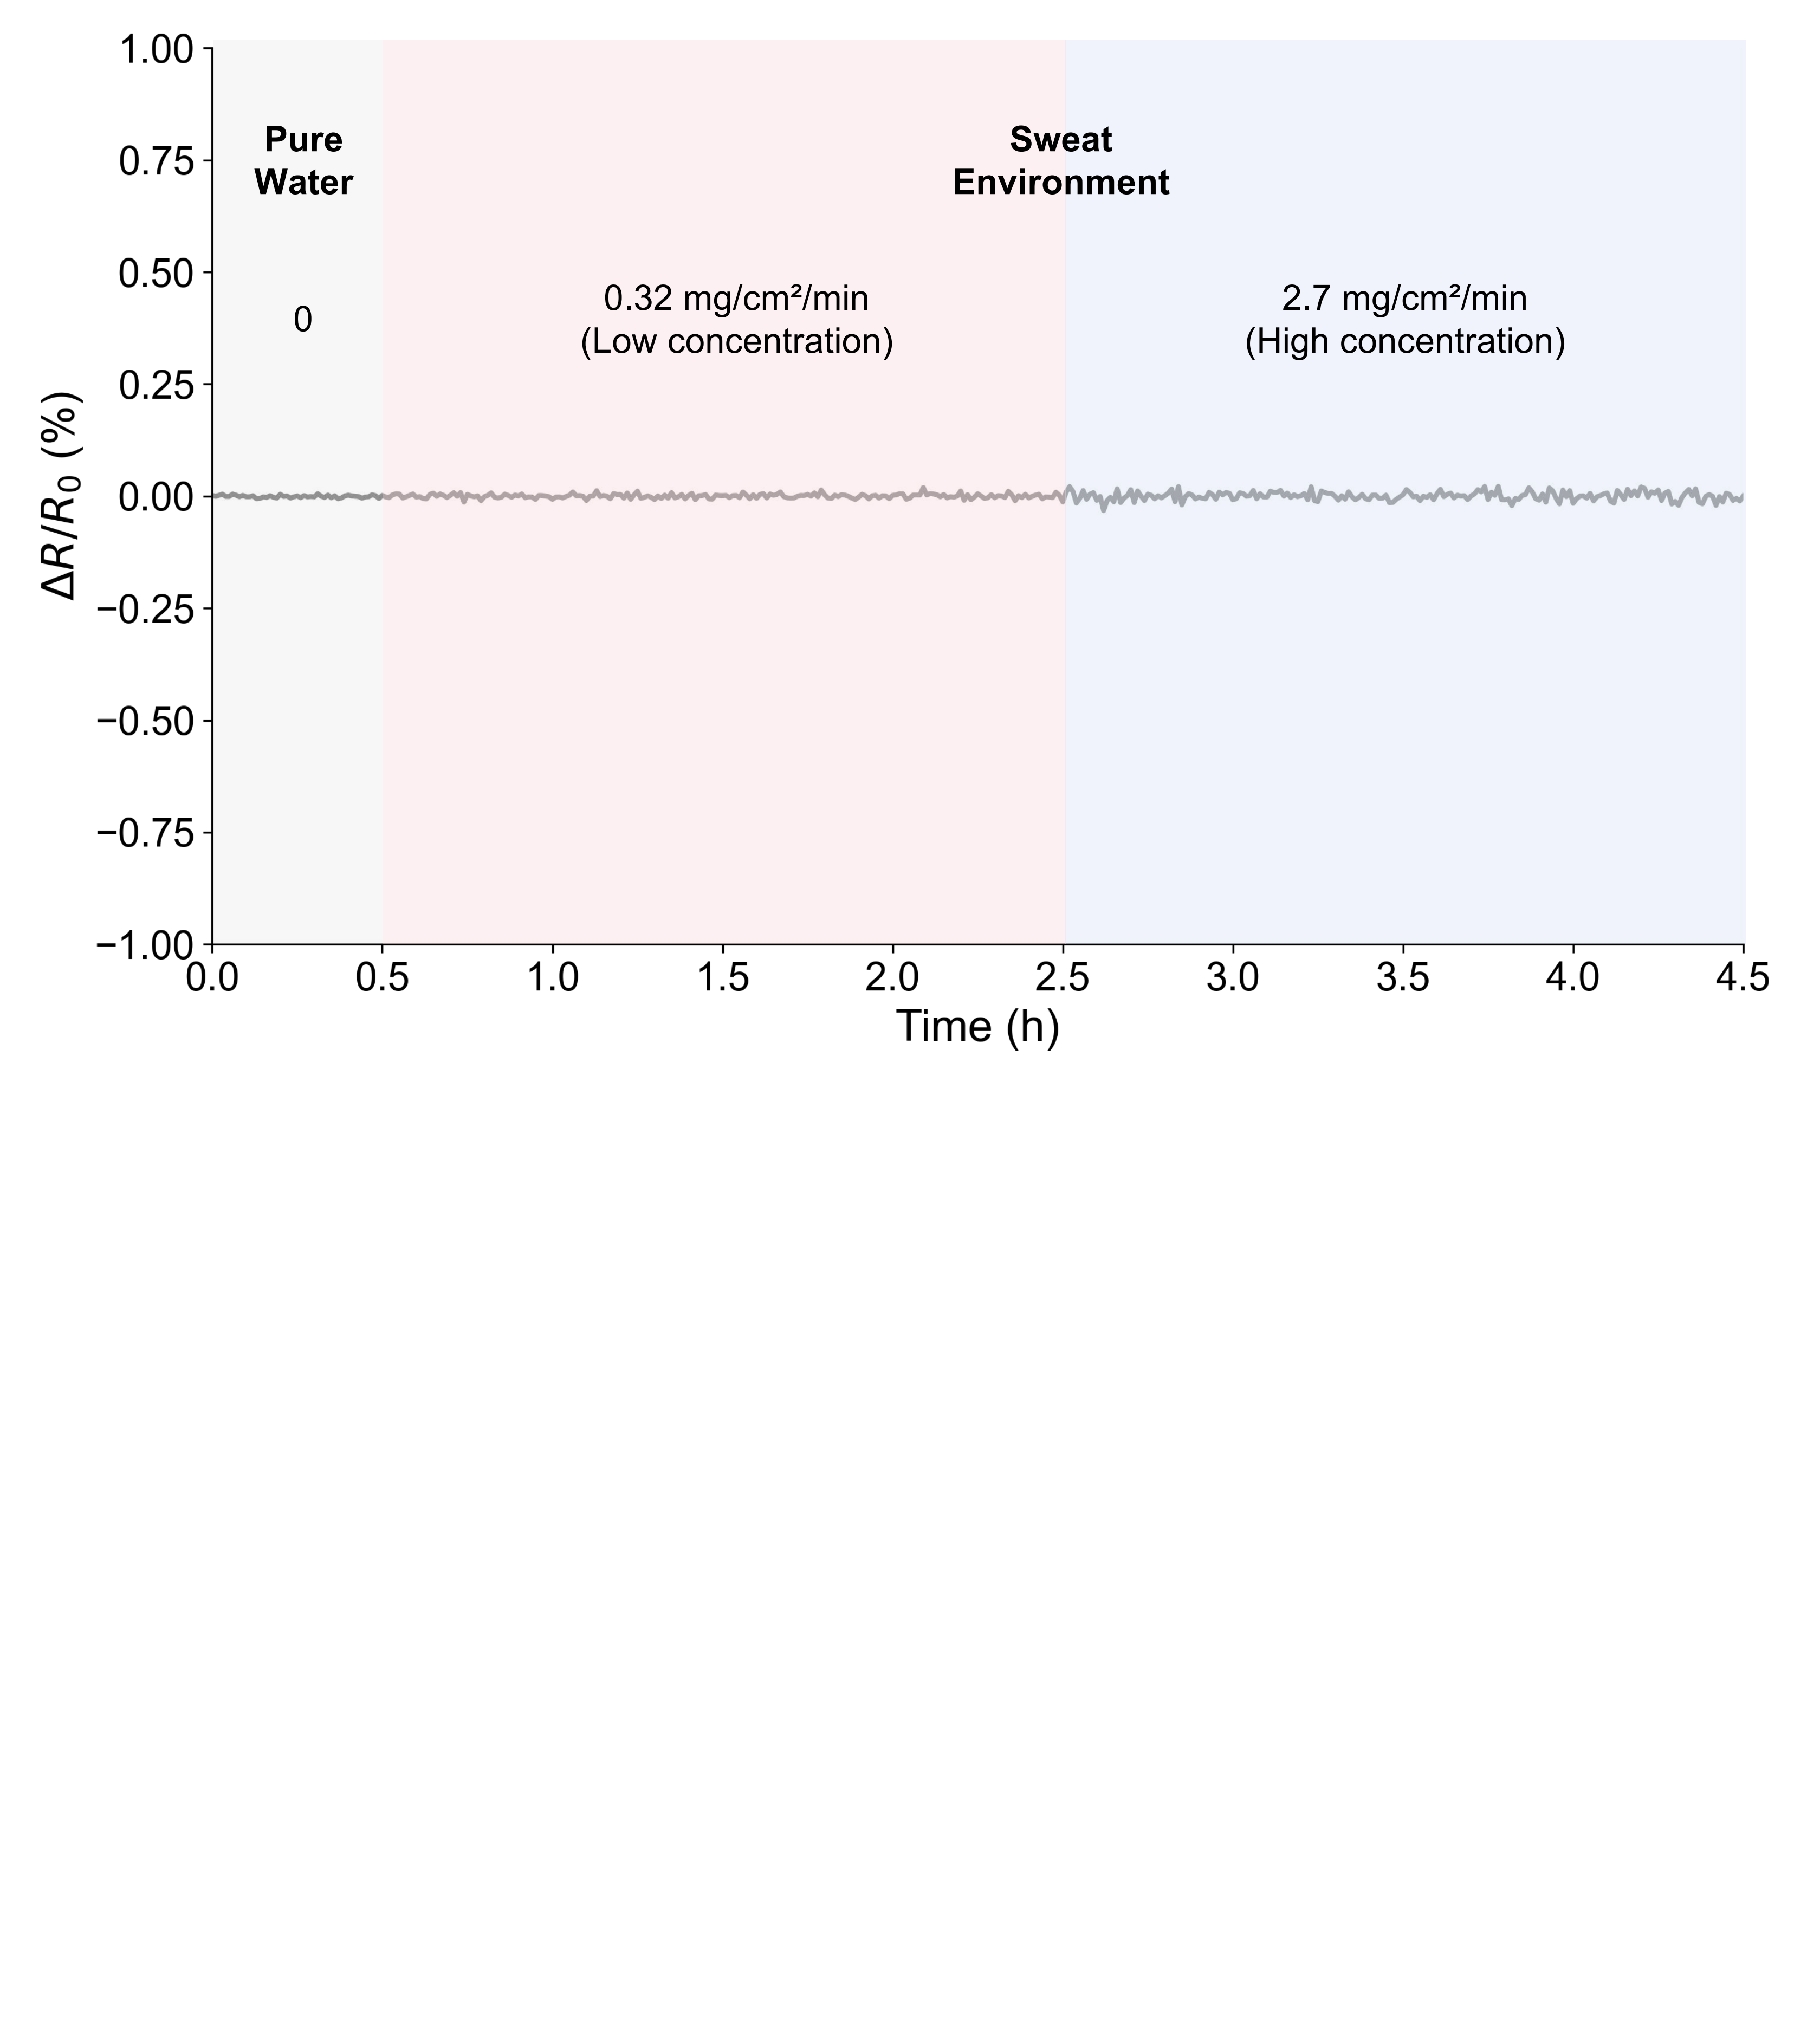 1.00
0.75
0.50
0.25
0.00
−0.25
−0.50
−0.75
−1.00
ΔR/R₀ (%)
Pure
Water
Sweat
Environment
0
0.32 mg/cm²/min
(Low concentration)
2.7 mg/cm²/min
(High concentration)
0.0 0.5 1.0 1.5 2.0 2.5 3.0 3.5 4.0 4.5
Time (h)